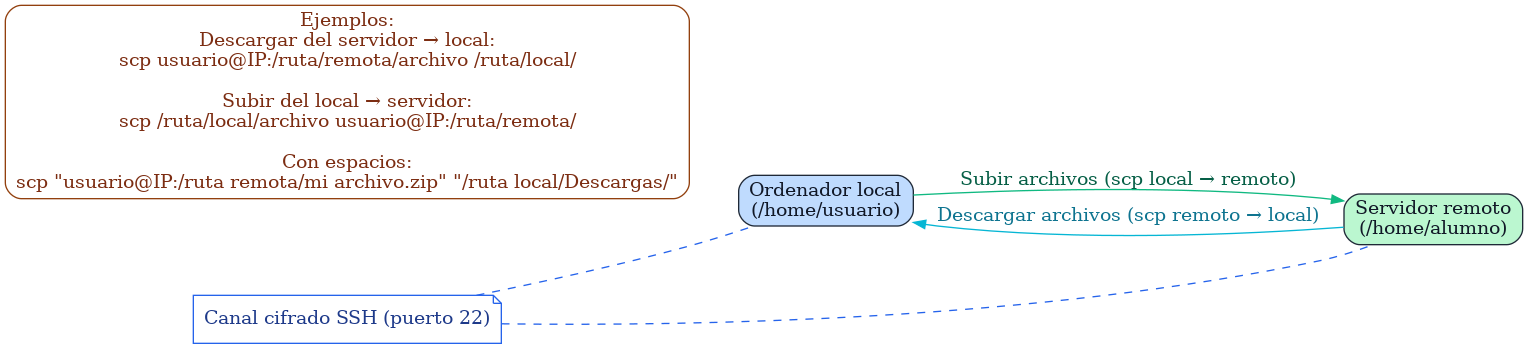 Ejemplos:
Descargar del servidor → local:
scp usuario@IP:/ruta/remota/archivo /ruta/local/
Subir del local → servidor:
scp /ruta/local/archivo usuario@IP:/ruta/remota/
Con espacios:
scp "usuario@IP:/ruta remota/mi archivo.zip" "/ruta local/Descargas/"
Ordenador local
(/home/usuario)
Subir archivos (scp local → remoto)
Descargar archivos (scp remoto → local)
Servidor remoto
(/home/alumno)
Canal cifrado SSH (puerto 22)